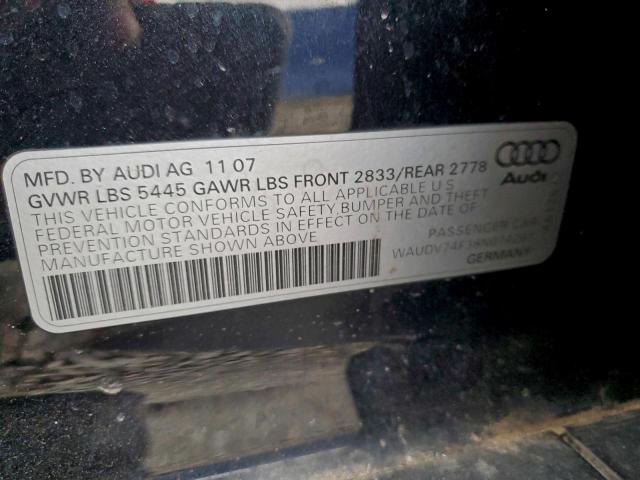 MFD. BY AUDI AG 11 07
GVWR LBS 5445 GAWR LBS FRONT 2833/REAR 2778
THIS VEHICLE CONFORMS TO ALL APPLICABLE U S
FEDERAL MOTOR VEHICLE SAFETY,BUMPER AND THEFT
PREVENTION STANDARDS IN EFFECT ON THE DATE OF
MANUFACTURE SHOWN ABOVE
Audi
PASSENGER CAR
GERMANY